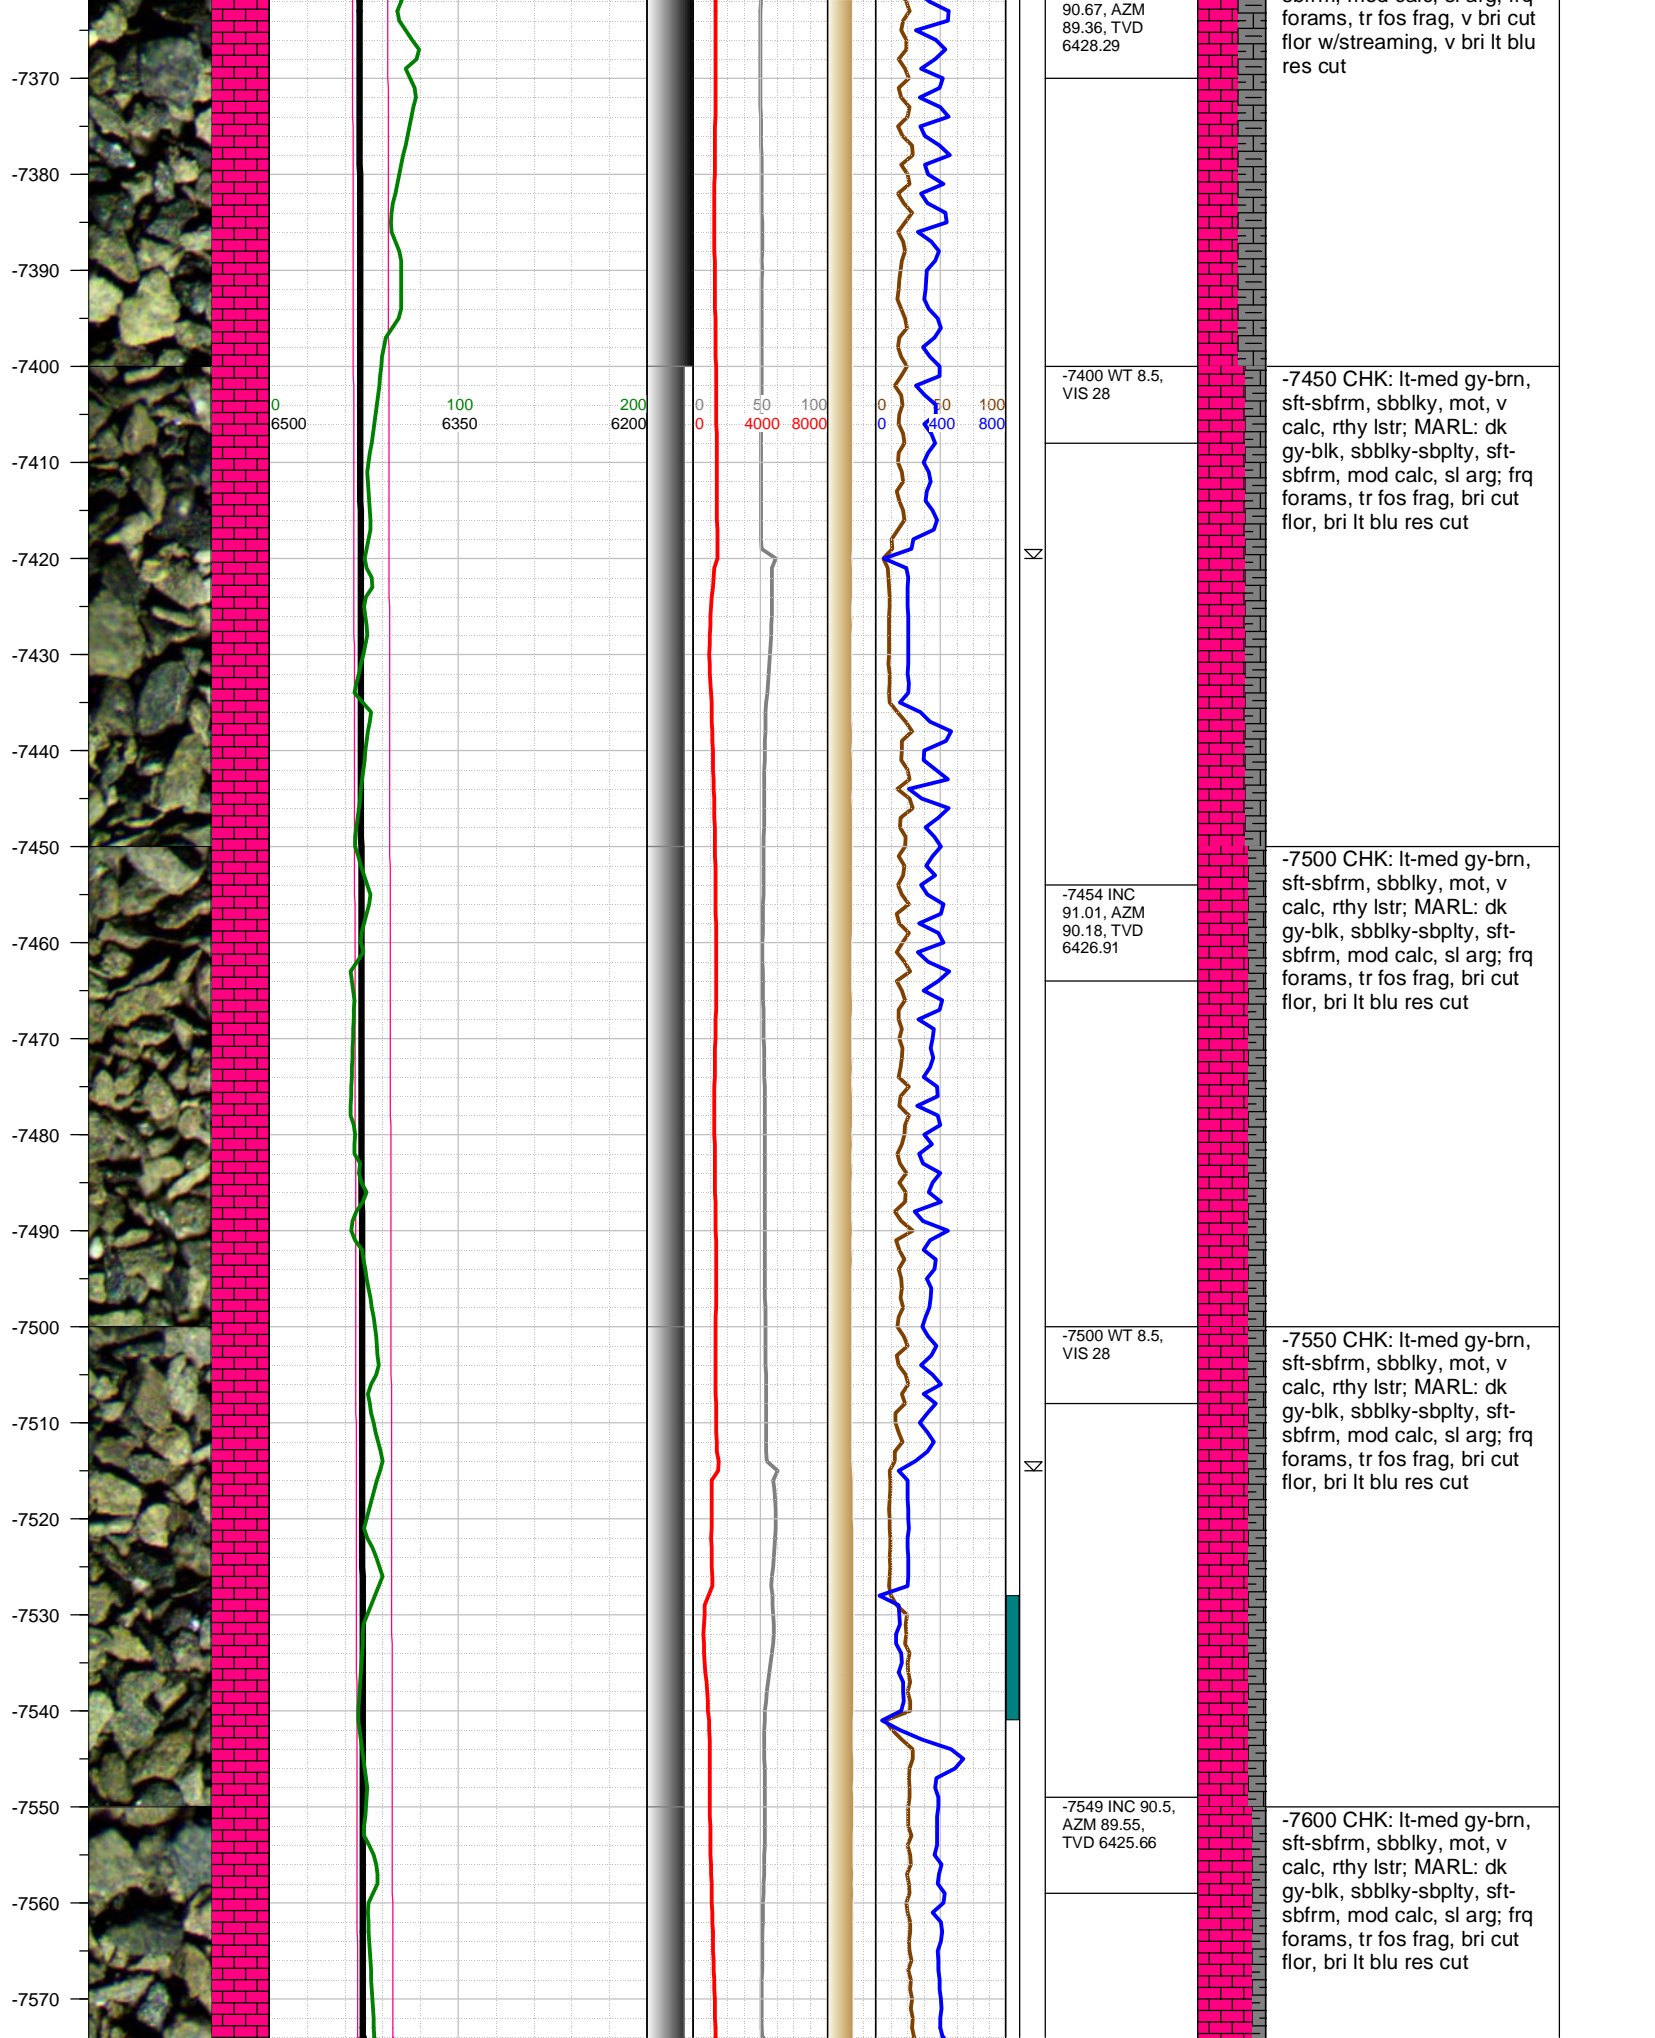 90.67, AZM
89.36, TVD
6428.29
forams, tr fos frag, v bri cut
flor w/streaming, v bri lt blu
res cut
-7370
-7380
-7390
-7400
-7400 WT 8.5,
VIS 28
-7450 CHK: lt-med gy-brn,
sft-sbfrm, sbblky, mot, v
calc, rthy lstr; MARL: dk
gy-blk, sbblky-sbplty, sft-
sbfrm, mod calc, sl arg; frq
forams, tr fos frag, bri cut
flor, bri lt blu res cut
0 100 200
6500 6350 6200
0 50 100
0 4000 8000
0 50 100
0 400 800
-7410
-7420
-7430
-7440
-7450
-7454 INC
91.01, AZM
90.18, TVD
6426.91
-7500 CHK: lt-med gy-brn,
sft-sbfrm, sbblky, mot, v
calc, rthy lstr; MARL: dk
gy-blk, sbblky-sbplty, sft-
sbfrm, mod calc, sl arg; frq
forams, tr fos frag, bri cut
flor, bri lt blu res cut
-7460
-7470
-7480
-7490
-7500
-7500 WT 8.5,
VIS 28
-7550 CHK: lt-med gy-brn,
sft-sbfrm, sbblky, mot, v
calc, rthy lstr; MARL: dk
gy-blk, sbblky-sbplty, sft-
sbfrm, mod calc, sl arg; frq
forams, tr fos frag, bri cut
flor, bri lt blu res cut
-7510
-7520
-7530
-7540
-7550
-7549 INC 90.5,
AZM 89.55,
TVD 6425.66
-7600 CHK: lt-med gy-brn,
sft-sbfrm, sbblky, mot, v
calc, rthy lstr; MARL: dk
gy-blk, sbblky-sbplty, sft-
sbfrm, mod calc, sl arg; frq
forams, tr fos frag, bri cut
flor, bri lt blu res cut
-7560
-7570